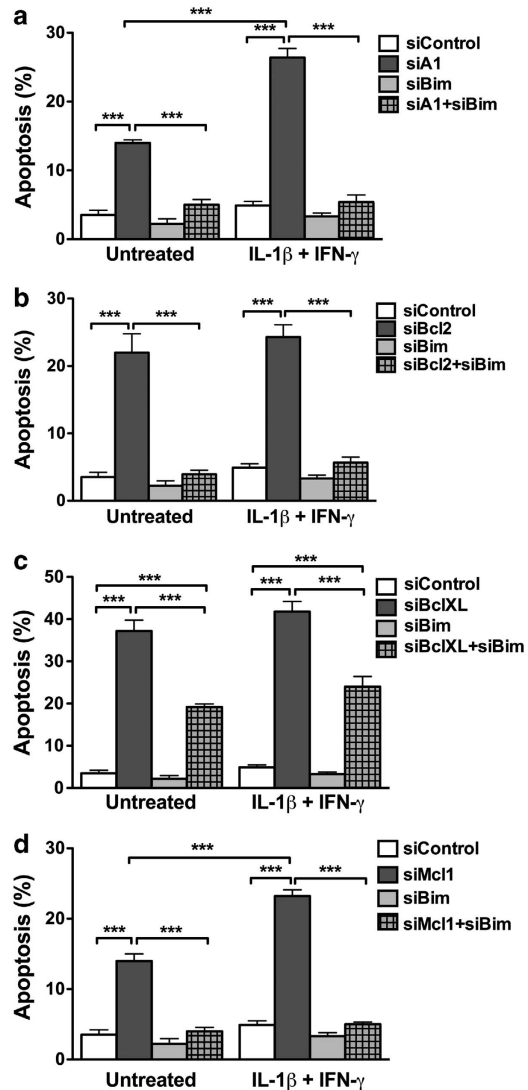 a
***
***
***
***
***
30
20
10
0
Apoptosis (%)
Untreated
IL-1β + IFN-γ
siControl
siA1
siBim
siA1+siBim
b
***
***
***
***
30
20
10
0
Apoptosis (%)
Untreated
IL-1β + IFN-γ
siControl
siBcl2
siBim
siBcl2+siBim
c
***
***
***
***
***
***
50
40
30
20
10
0
Apoptosis (%)
Untreated
IL-1β + IFN-γ
siControl
siBclXL
siBim
siBclXL+siBim
d
***
***
***
***
***
30
20
10
0
Apoptosis (%)
Untreated
IL-1β + IFN-γ
siControl
siMcl1
siBim
siMcl1+siBim